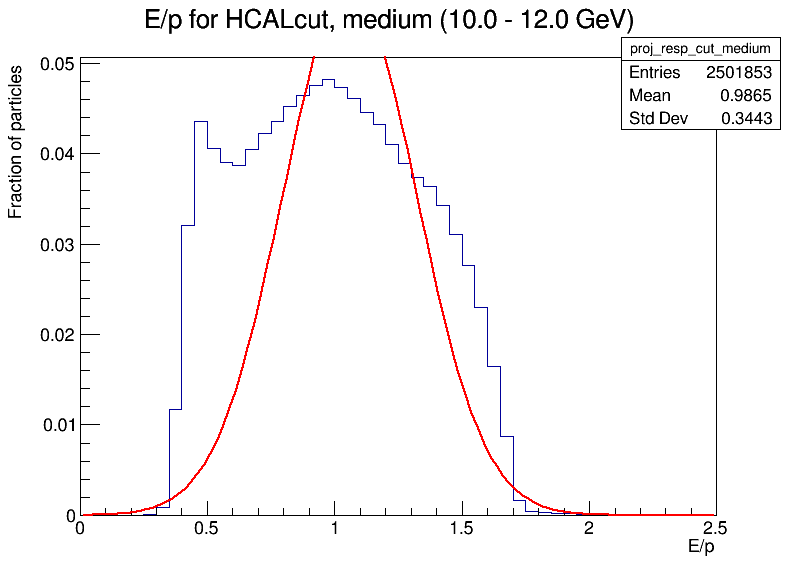 E/p for HCALcut, medium (10.0 - 12.0 GeV)
proj_resp_cut_medium
Entries 2501853
Mean 0.9865
Std Dev 0.3443
Fraction of particles
0.05
0.04
0.03
0.02
0.01
0
0 0.5 1 1.5 2 2.5
E/p